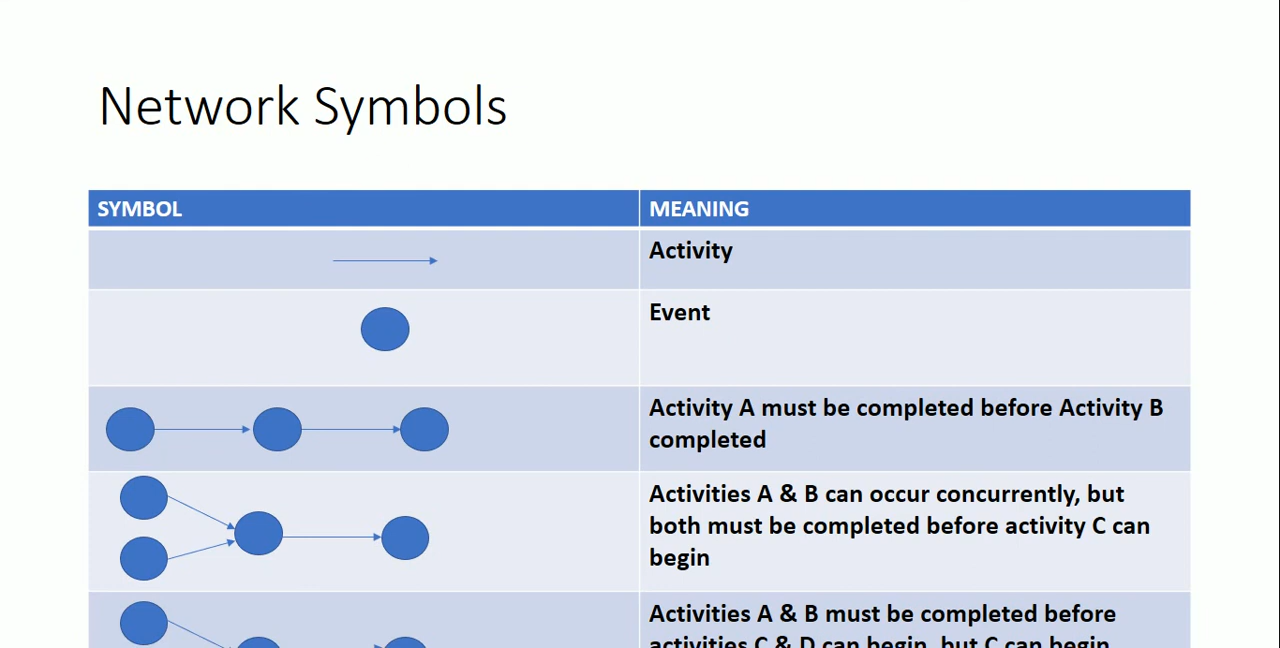 Network Symbols
SYMBOL
MEANING
Activity
Event
Activity A must be completed before Activity B
completed
Activities A & B can occur concurrently, but
both must be completed before activity C can
begin
Activities A & B must be completed before
activities C & D can begin, but C can begin